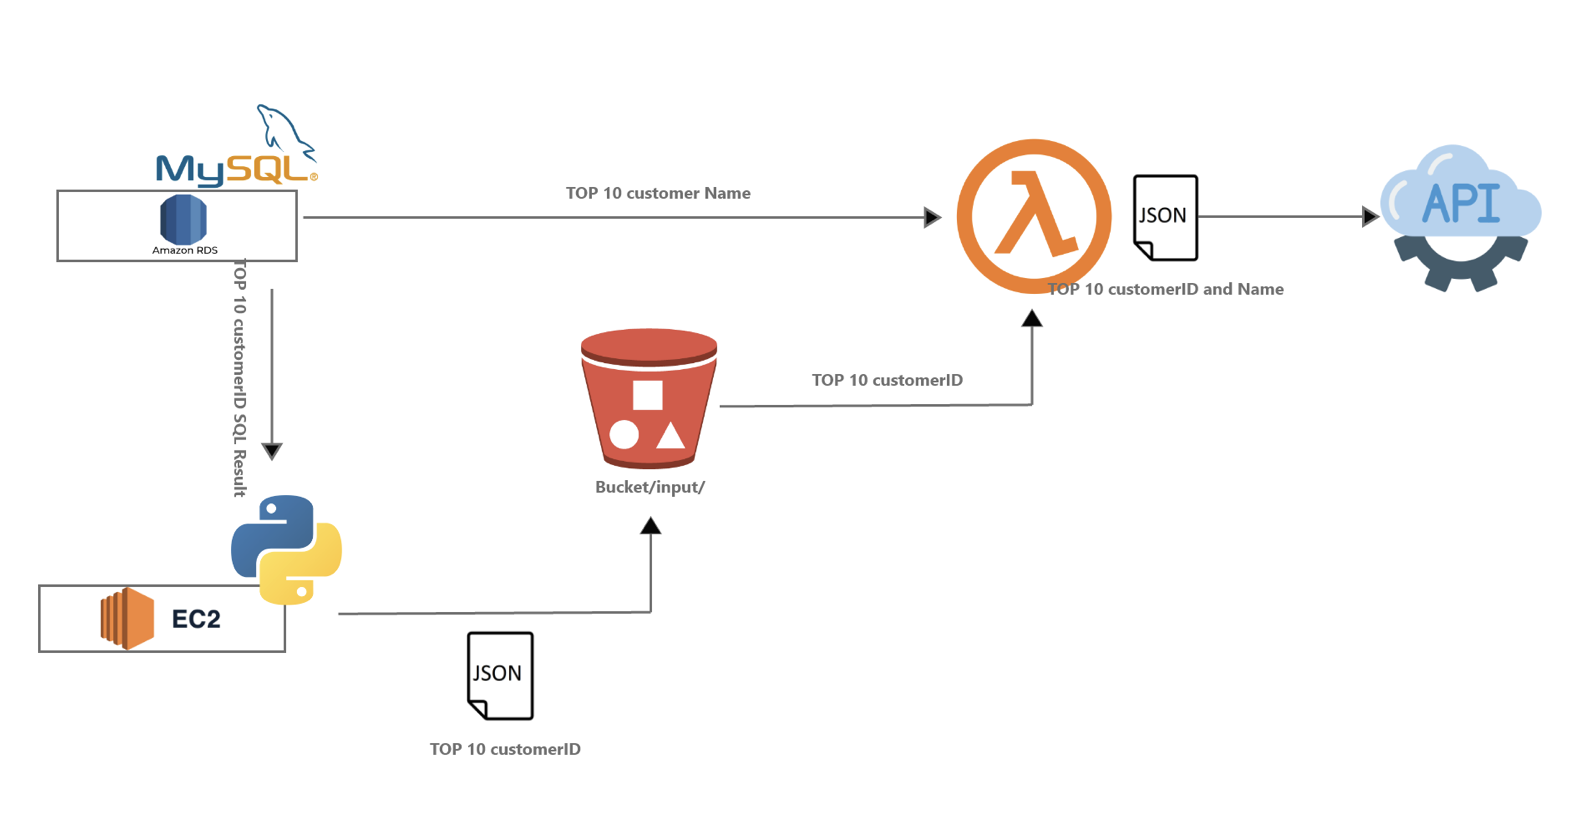 MySQL®
Amazon RDS
TOP 10 customer Name
JSON
API
TOP 10 customerID and Name
TOP 10 customerID SQL Result
TOP 10 customerID
Bucket/input/
EC2
JSON
TOP 10 customerID